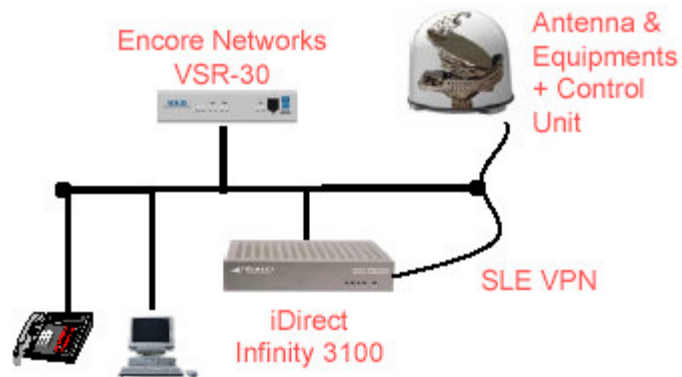 Encore Networks
VSR-30
Antenna &
Equipments
+ Control
Unit
SLE VPN
iDirect
Infinity 3100